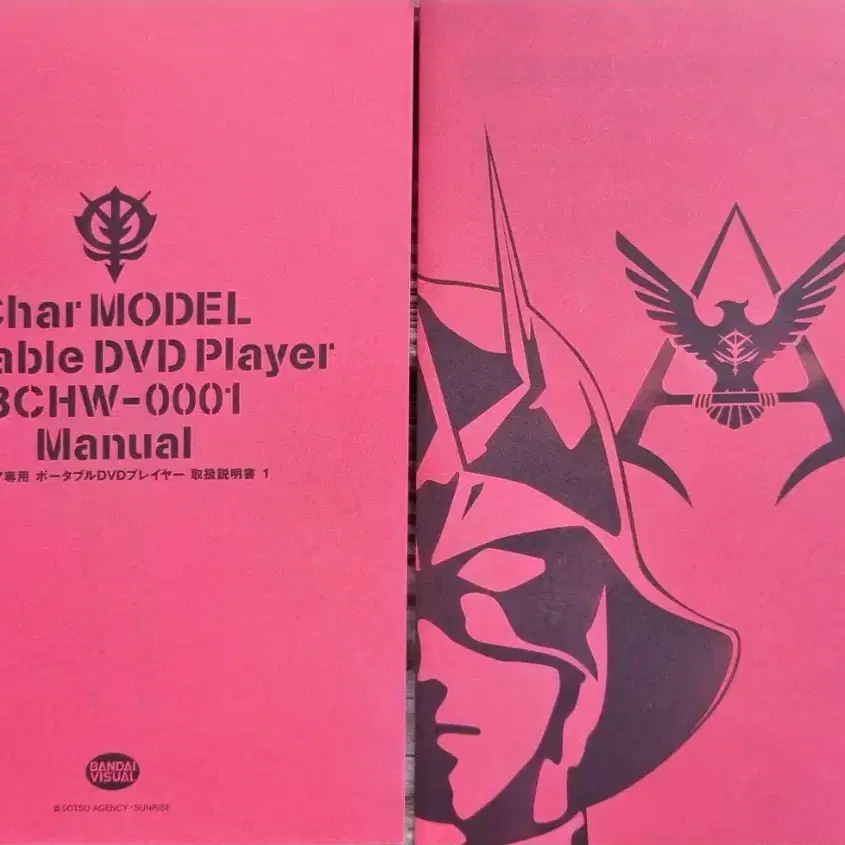 Char MODEL
able DVD Player
BCHW-0001
Manual
専用 ポータブルDVDプレイヤー 取扱説明書 1
BANDAI
VISUAL
©SOTSU AGENCY・SUNRISE